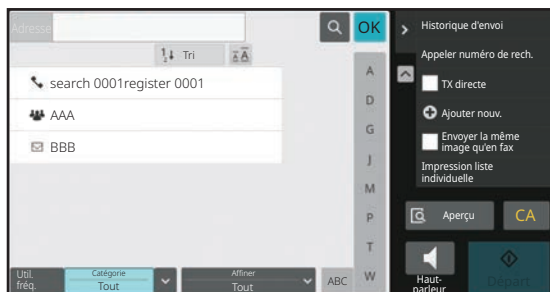 Adresse
OK
Tri
search 0001register 0001
AAA
BBB
A
D
G
J
M
P
T
W
Util.
fréq.
Catégorie
Tout
Affiner
Tout
ABC
Historique d'envoi
Appeler numéro de rech.
TX directe
Ajouter nouv.
Envoyer la même
image qu'en fax
Impression liste
individuelle
Aperçu
CA
Haut-
parleur
Départ